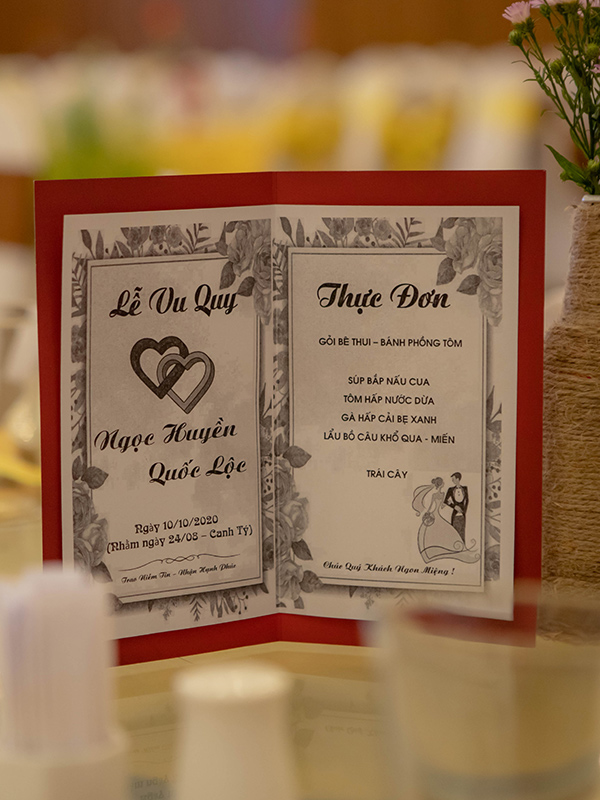 Lễ Vu Quy
Ngọc Huyền
Quốc Lộc
Ngày 10/10/2020
(Nhằm ngày 24/08 – Canh Tý)
Trao Niềm Tin - Nhận Hạnh Phúc
Thực Đơn
GỎI BÊ THUI – BÁNH PHỒNG TÔM
SÚP BẮP NẤU CUA
TÔM HẤP NƯỚC DỪA
GÀ HẤP CẢI BẸ XANH
LẨU BỒ CÂU KHỔ QUA - MIẾN
TRÁI CÂY
Chúc Quý Khách Ngon Miệng !